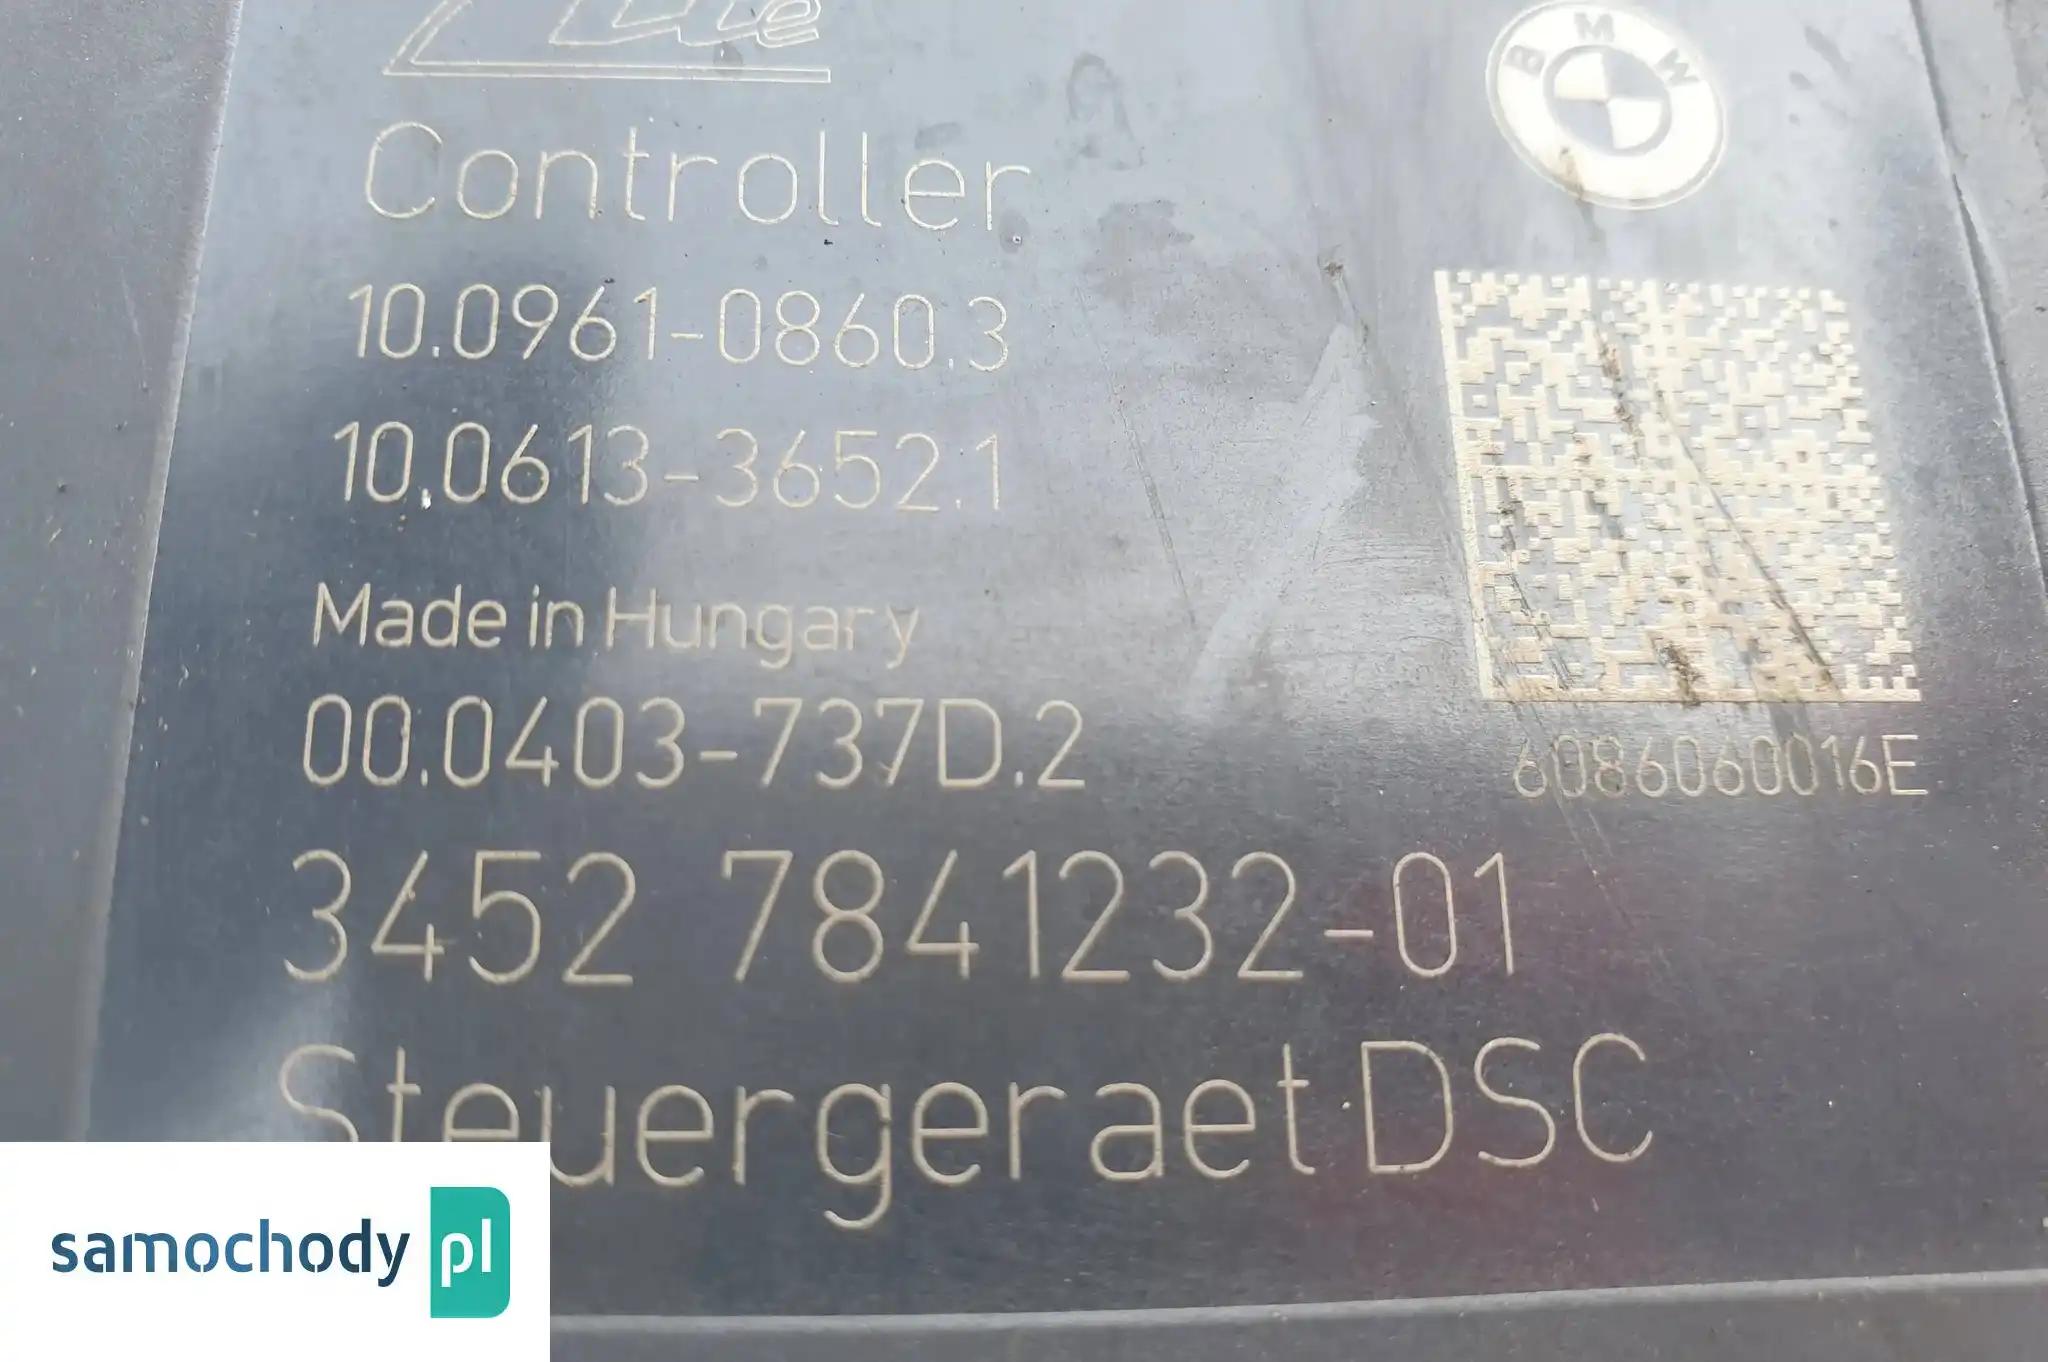 BMW
Controller
10.0961-0860.3
10.0613-3652.1
Made in Hungary
00.0403-737D.2
6086060016E
3452 7841232-01
Steuergeraet DSC
samochody pl